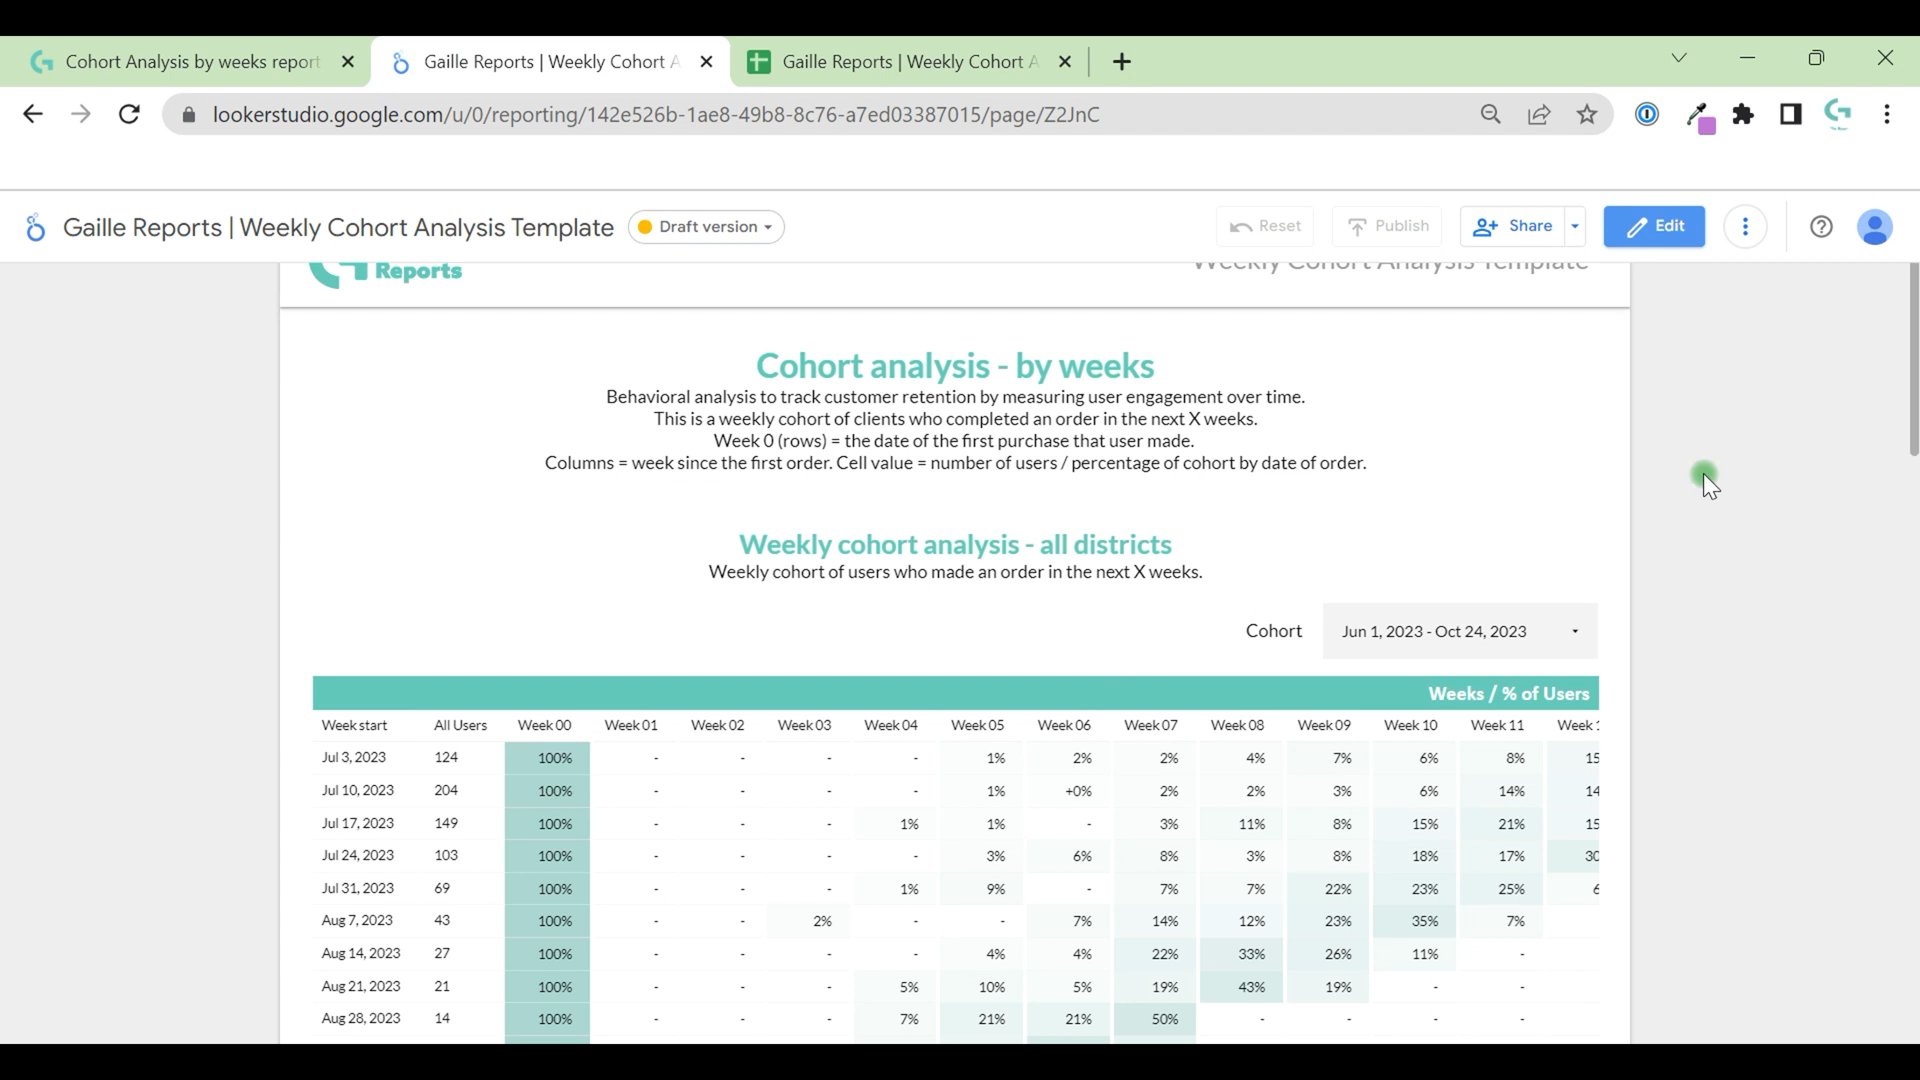 Cohort Analysis by weeks report
Gaille Reports | Weekly Cohort A
Gaille Reports | Weekly Cohort A
lookerstudio.google.com/u/0/reporting/142e526b-1ae8-49b8-8c76-a7ed03387015/page/Z2JnC
Gaille Reports | Weekly Cohort Analysis Template
Draft version
Reset
Publish
Share
Edit
Reports
Weekly Cohort Analysis Template
Cohort analysis - by weeks
Behavioral analysis to track customer retention by measuring user engagement over time.
This is a weekly cohort of clients who completed an order in the next X weeks.
Week 0 (rows) = the date of the first purchase that user made.
Columns = week since the first order. Cell value = number of users / percentage of cohort by date of order.
Weekly cohort analysis - all districts
Weekly cohort of users who made an order in the next X weeks.
Cohort Jun 1, 2023 - Oct 24, 2023
Weeks / % of Users
Week start All Users Week 00 Week 01 Week 02 Week 03 Week 04 Week 05 Week 06 Week 07 Week 08 Week 09 Week 10 Week 11 Week 1
Jul 3, 2023 124 100% - - - - 1% 2% 2% 4% 7% 6% 8% 15
Jul 10, 2023 204 100% - - - - 1% +0% 2% 2% 3% 6% 14% 14
Jul 17, 2023 149 100% - - - 1% 1% - 3% 11% 8% 15% 21% 15
Jul 24, 2023 103 100% - - - - 3% 6% 8% 3% 8% 18% 17% 30
Jul 31, 2023 69 100% - - - 1% 9% - 7% 7% 22% 23% 25% 6
Aug 7, 2023 43 100% - - 2% - - 7% 14% 12% 23% 35% 7%
Aug 14, 2023 27 100% - - - - 4% 4% 22% 33% 26% 11% -
Aug 21, 2023 21 100% - - - 5% 10% 5% 19% 43% 19% - -
Aug 28, 2023 14 100% - - - 7% 21% 21% 50% - - - -